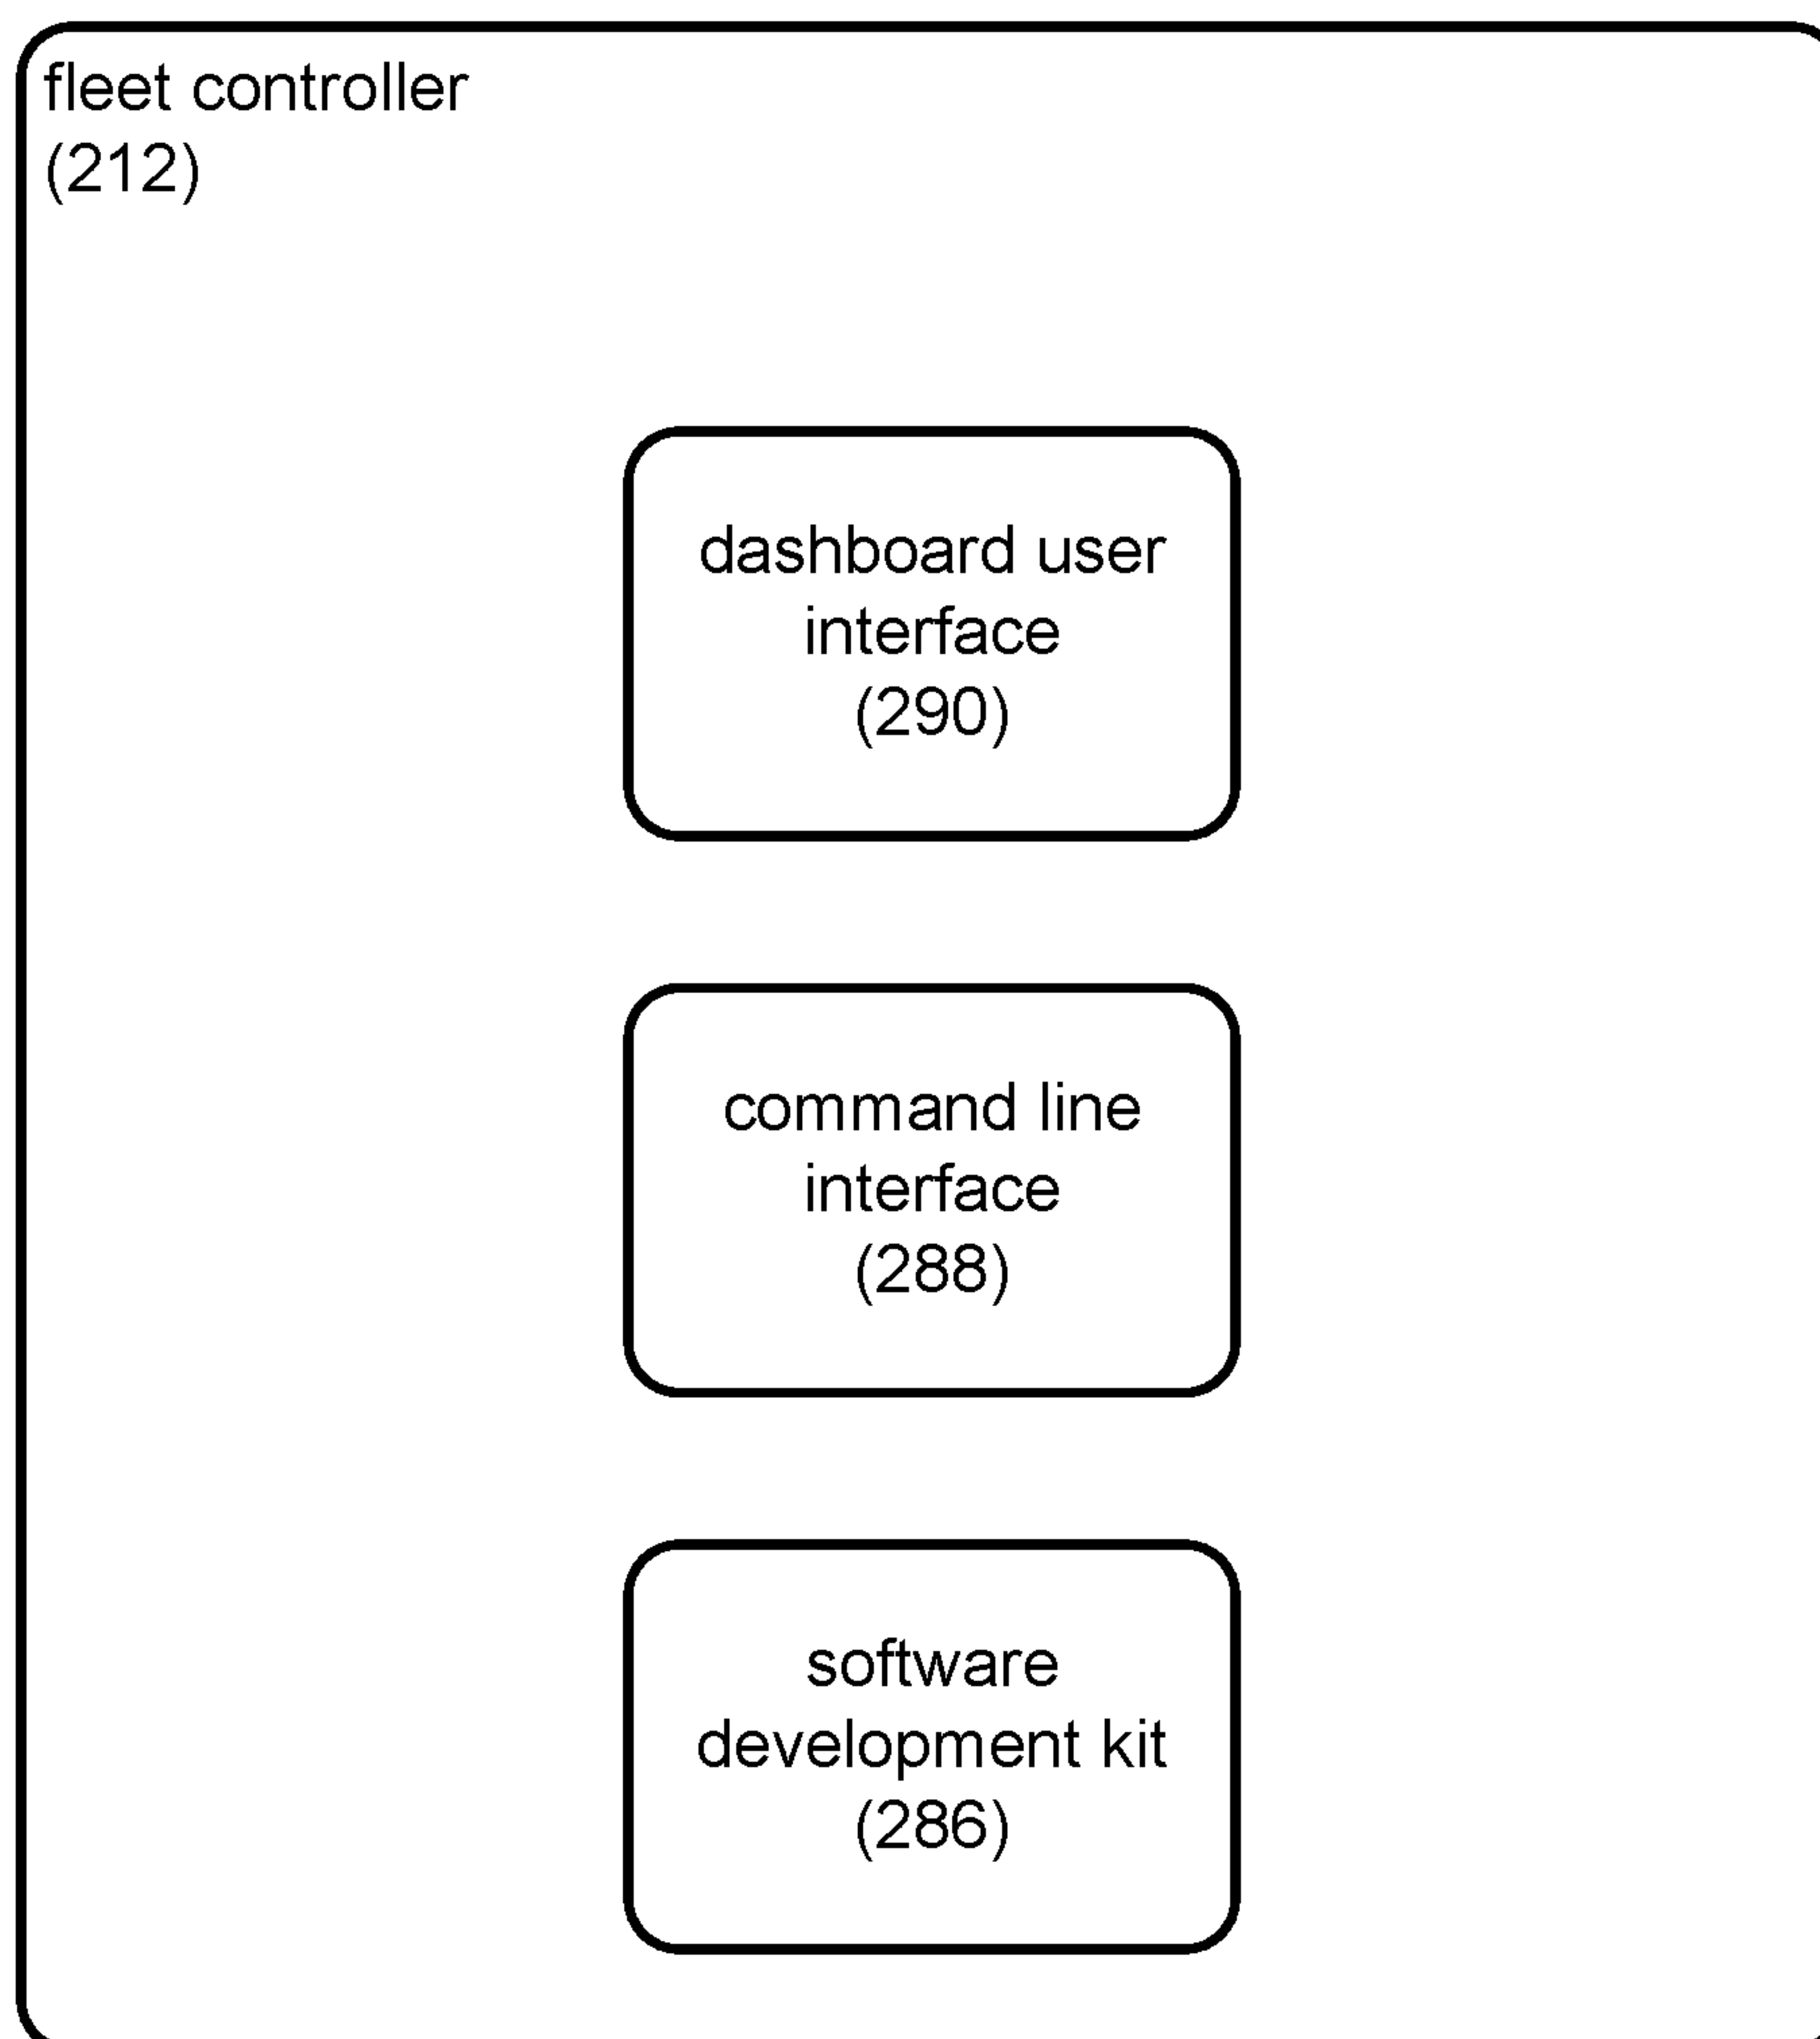 fleet controller
(212)
dashboard user
interface
(290)
command line
interface
(288)
software
development kit
(286)